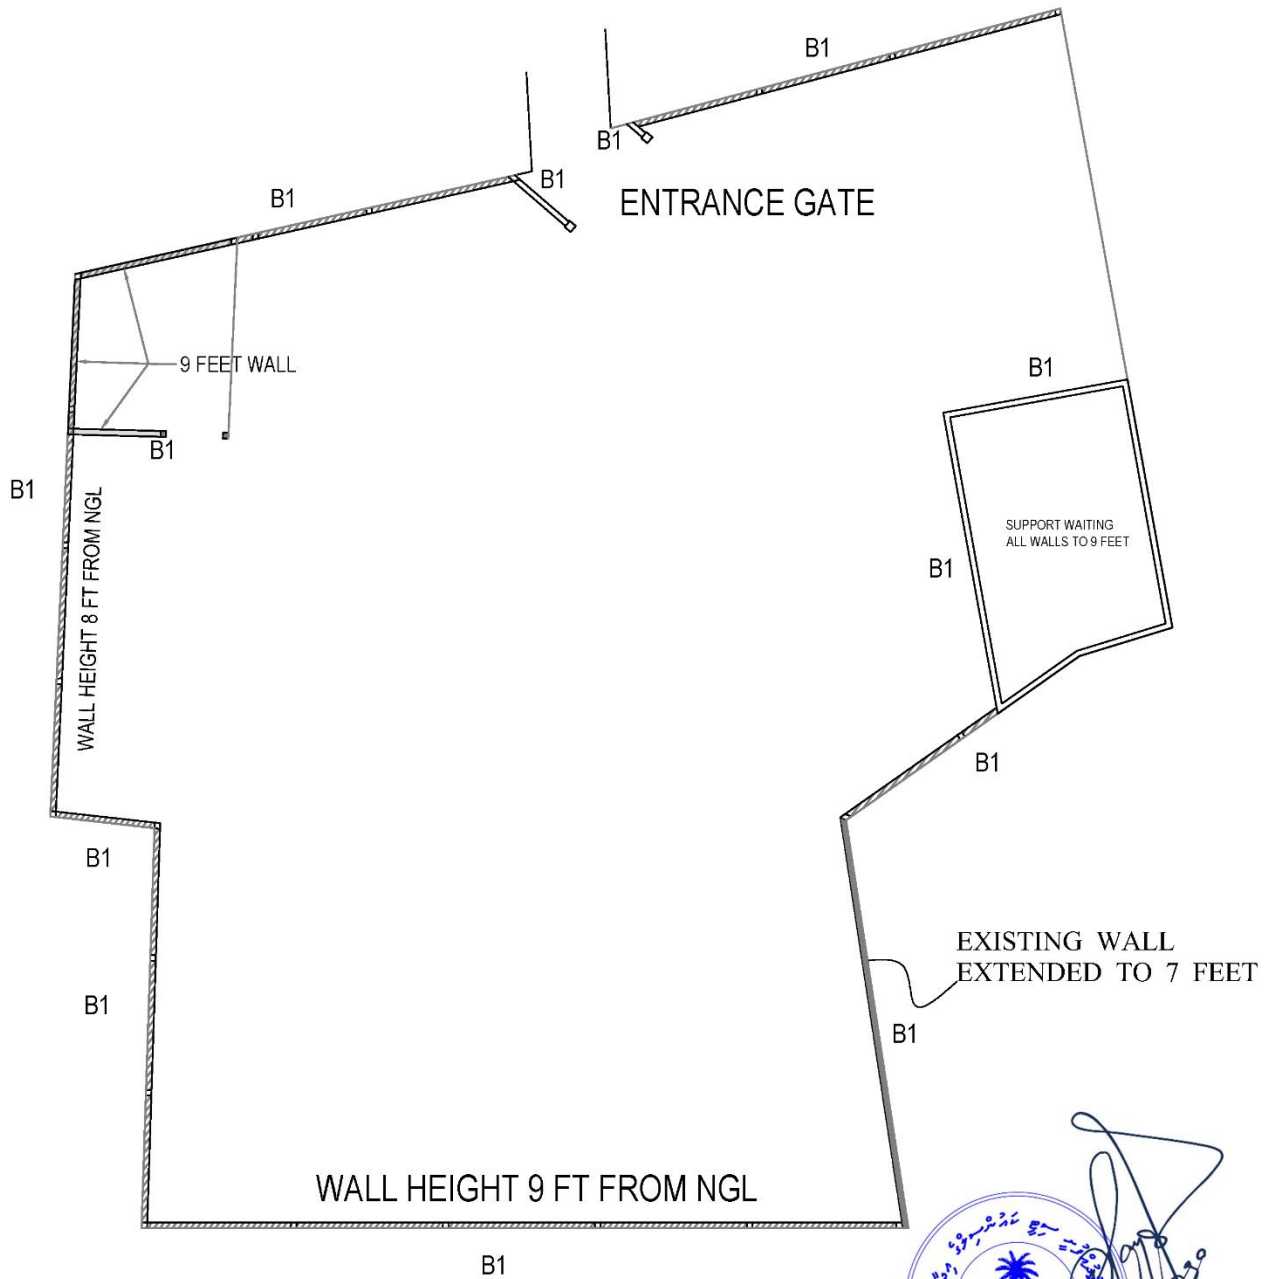 B1
B1
B1
B1
ENTRANCE GATE
9 FEET WALL
B1
B1
B1
WALL HEIGHT 8 FT FROM NGL
SUPPORT WAITING
ALL WALLS TO 9 FEET
B1
B1
B1
EXISTING WALL
EXTENDED TO 7 FEET
B1
B1
WALL HEIGHT 9 FT FROM NGL
B1